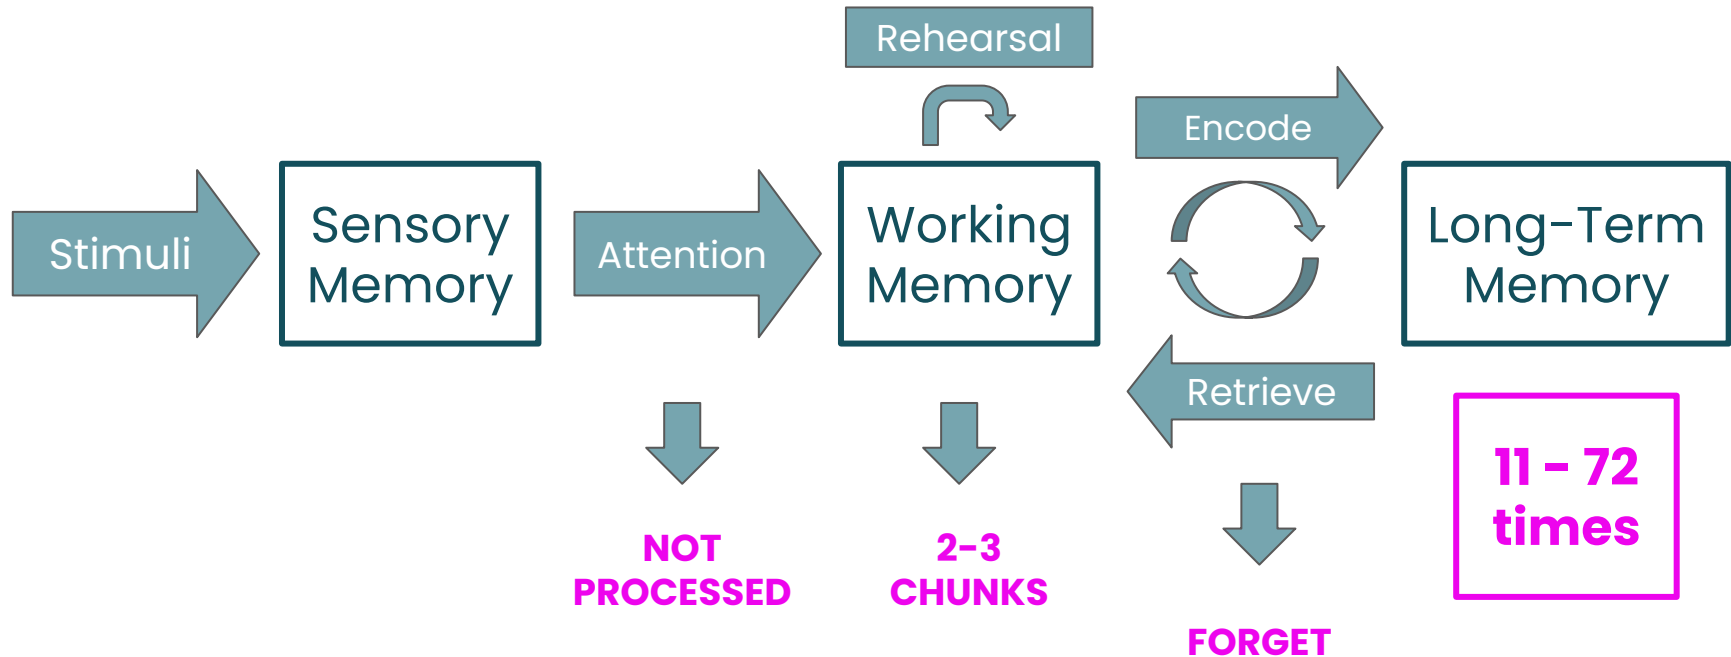 Rehearsal
Encode
Stimuli
Sensory
Memory
Attention
Working
Memory
Long-Term
Memory
Retrieve
NOT
PROCESSED
2-3
CHUNKS
11 - 72
times
FORGET